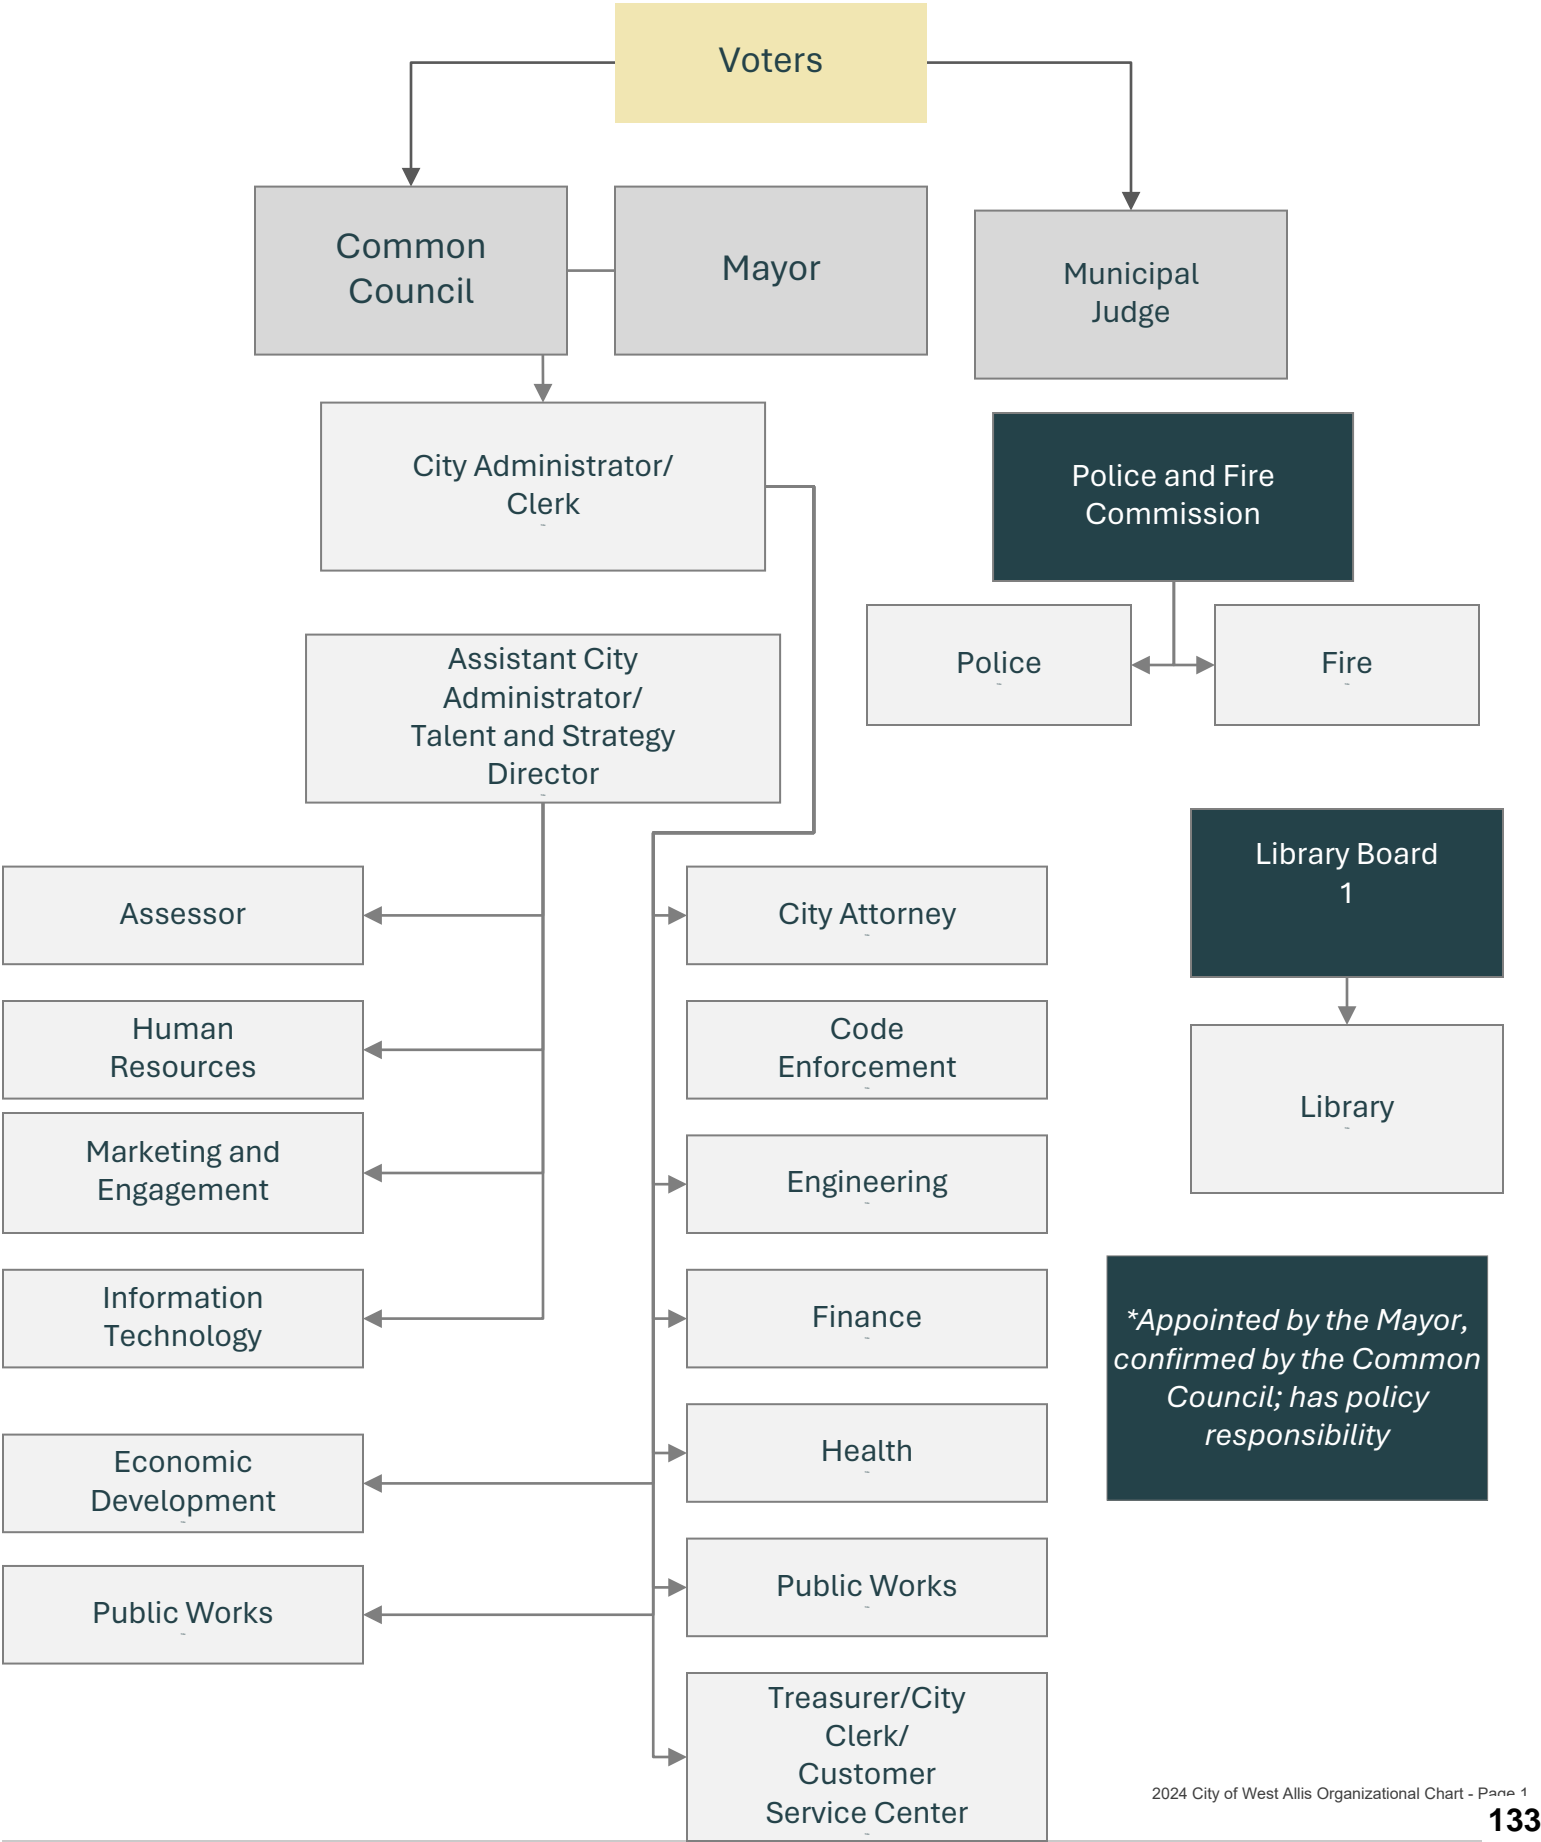 Voters
Common
Council
Mayor
Municipal
Judge
City Administrator/
Clerk
Police and Fire
Commission
Police
Fire
Assistant City
Administrator/
Talent and Strategy
Director
Library Board
1
Library
Assessor
City Attorney
Human
Resources
Code
Enforcement
Marketing and
Engagement
Engineering
Information
Technology
Finance
*Appointed by the Mayor,
confirmed by the Common
Council; has policy
responsibility
Economic
Development
Health
Public Works
Public Works
Treasurer/City
Clerk/
Customer
Service Center
2024 City of West Allis Organizational Chart - Page 1
133